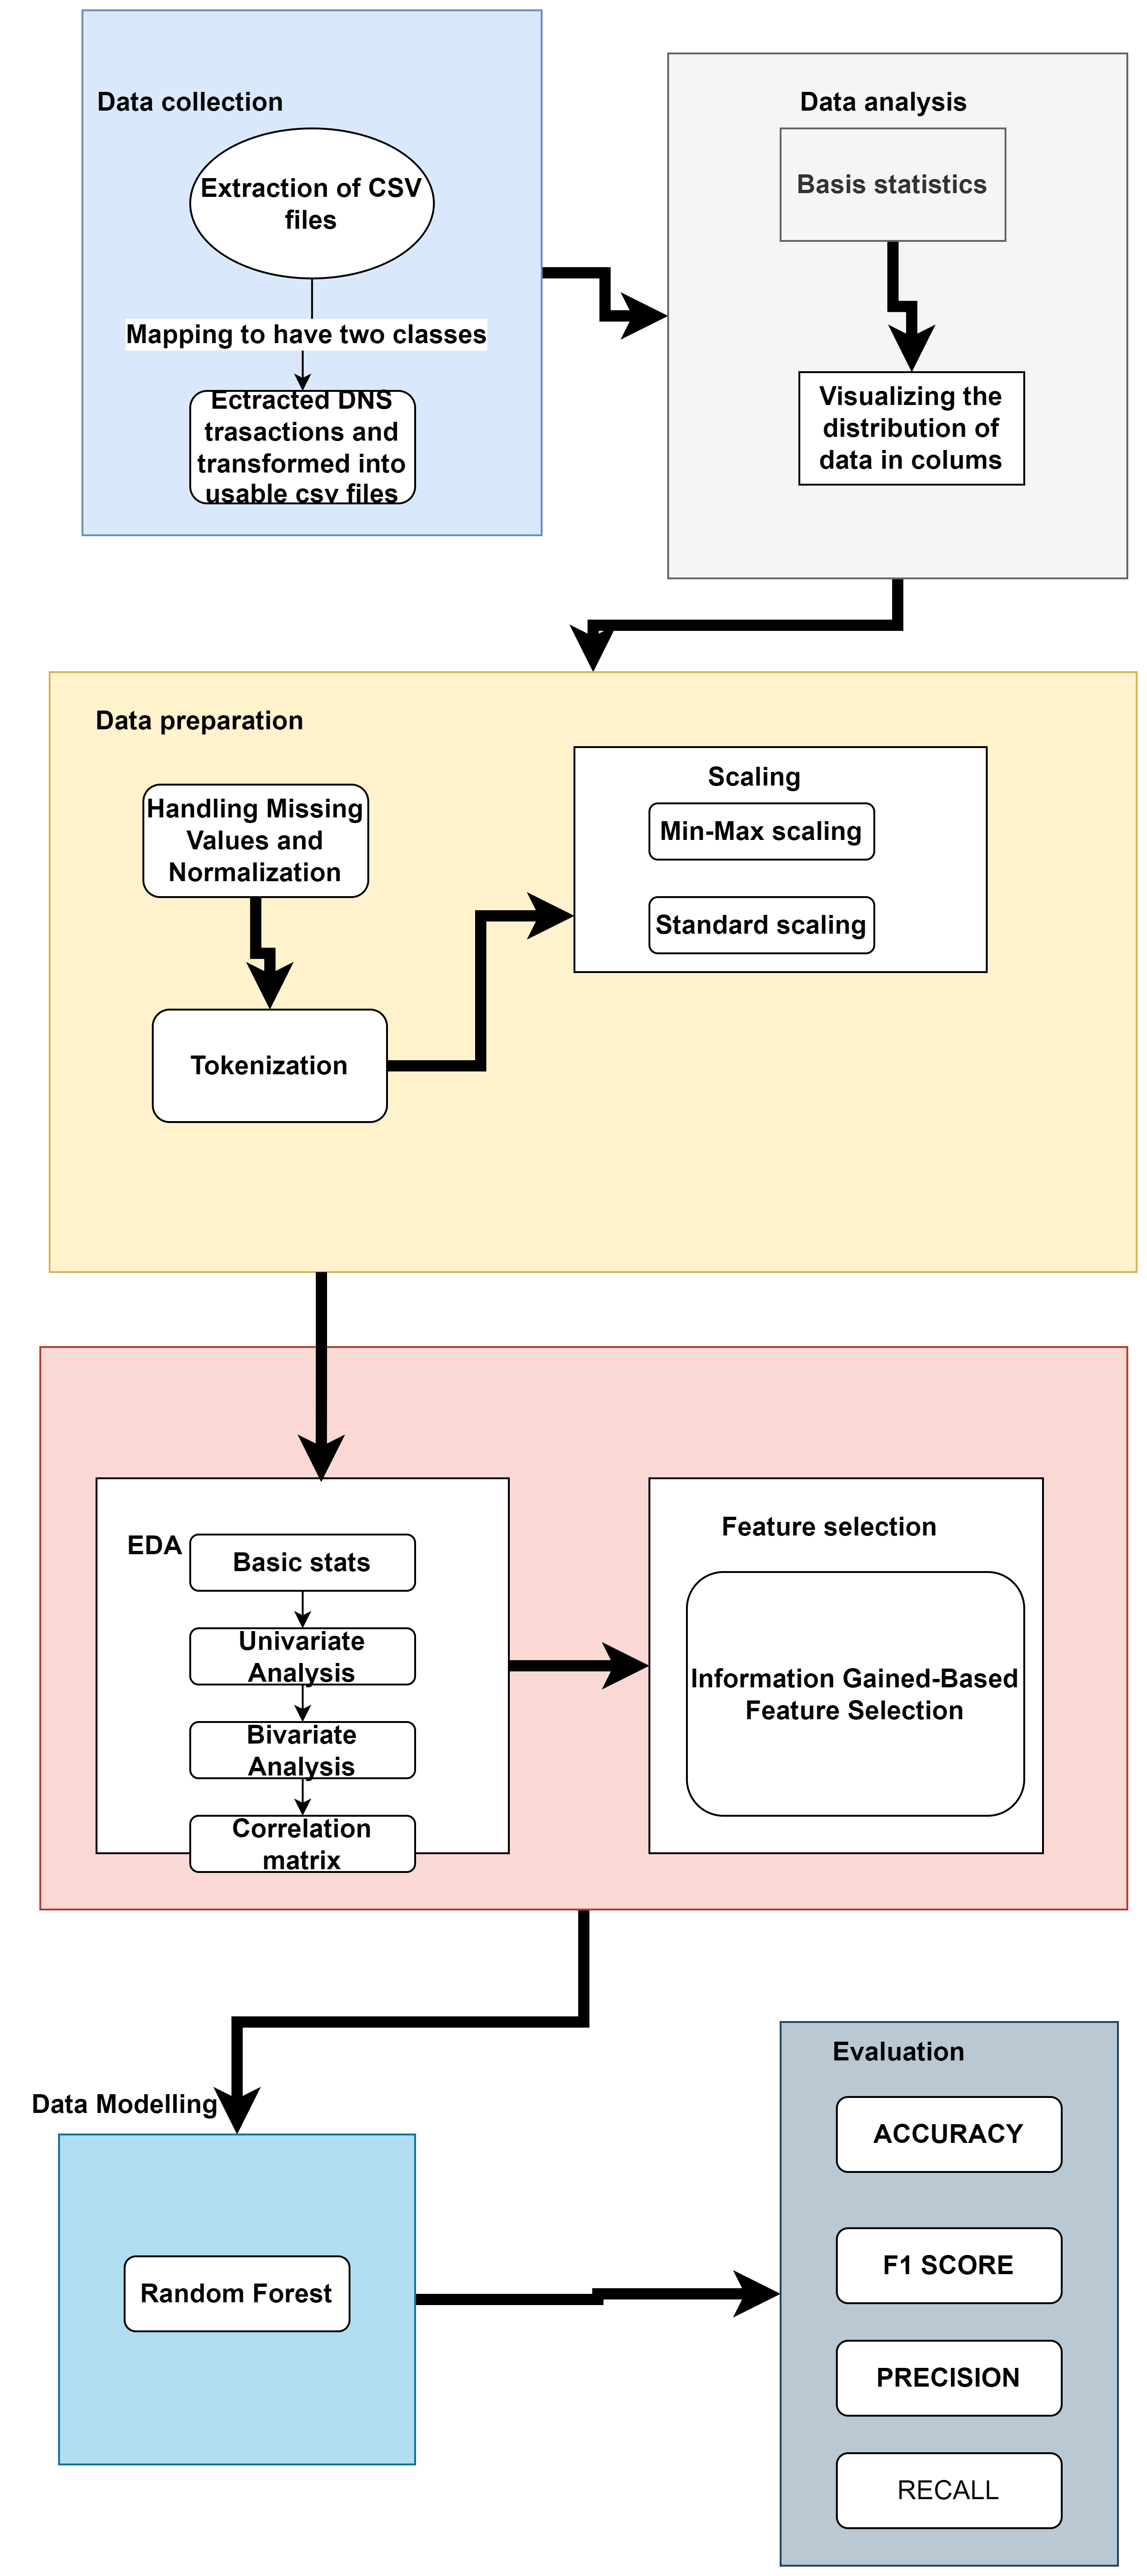 Data collection
Extraction of CSV
files
Mapping to have two classes
Ectracted DNS
trasactions and
transformed into
usable csv files
Data analysis
Basis statistics
Visualizing the
distribution of
data in colums
Data preparation
Handling Missing
Values and
Normalization
Tokenization
Scaling
Min-Max scaling
Standard scaling
EDA
Basic stats
Univariate
Analysis
Bivariate
Analysis
Correlation
matrix
Feature selection
Information Gained-Based
Feature Selection
Data Modelling
Random Forest
Evaluation
ACCURACY
F1 SCORE
PRECISION
RECALL